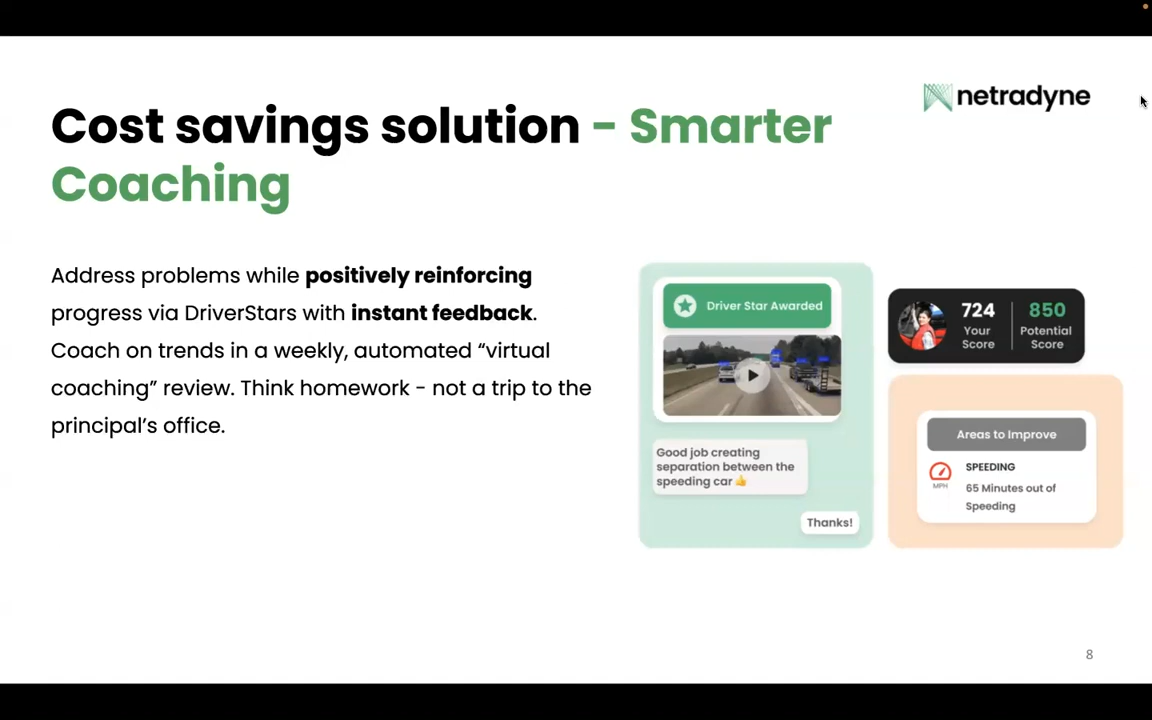 netradyne
Cost savings solution - Smarter
Coaching
Address problems while positively reinforcing
progress via DriverStars with instant feedback.
Coach on trends in a weekly, automated “virtual
coaching” review. Think homework - not a trip to the
principal’s office.
Driver Star Awarded
Good job creating
separation between the
speeding car👍
Thanks!
724
Your
Score
850
Potential
Score
Areas to Improve
MPH
SPEEDING
65 Minutes out of
Speeding
8